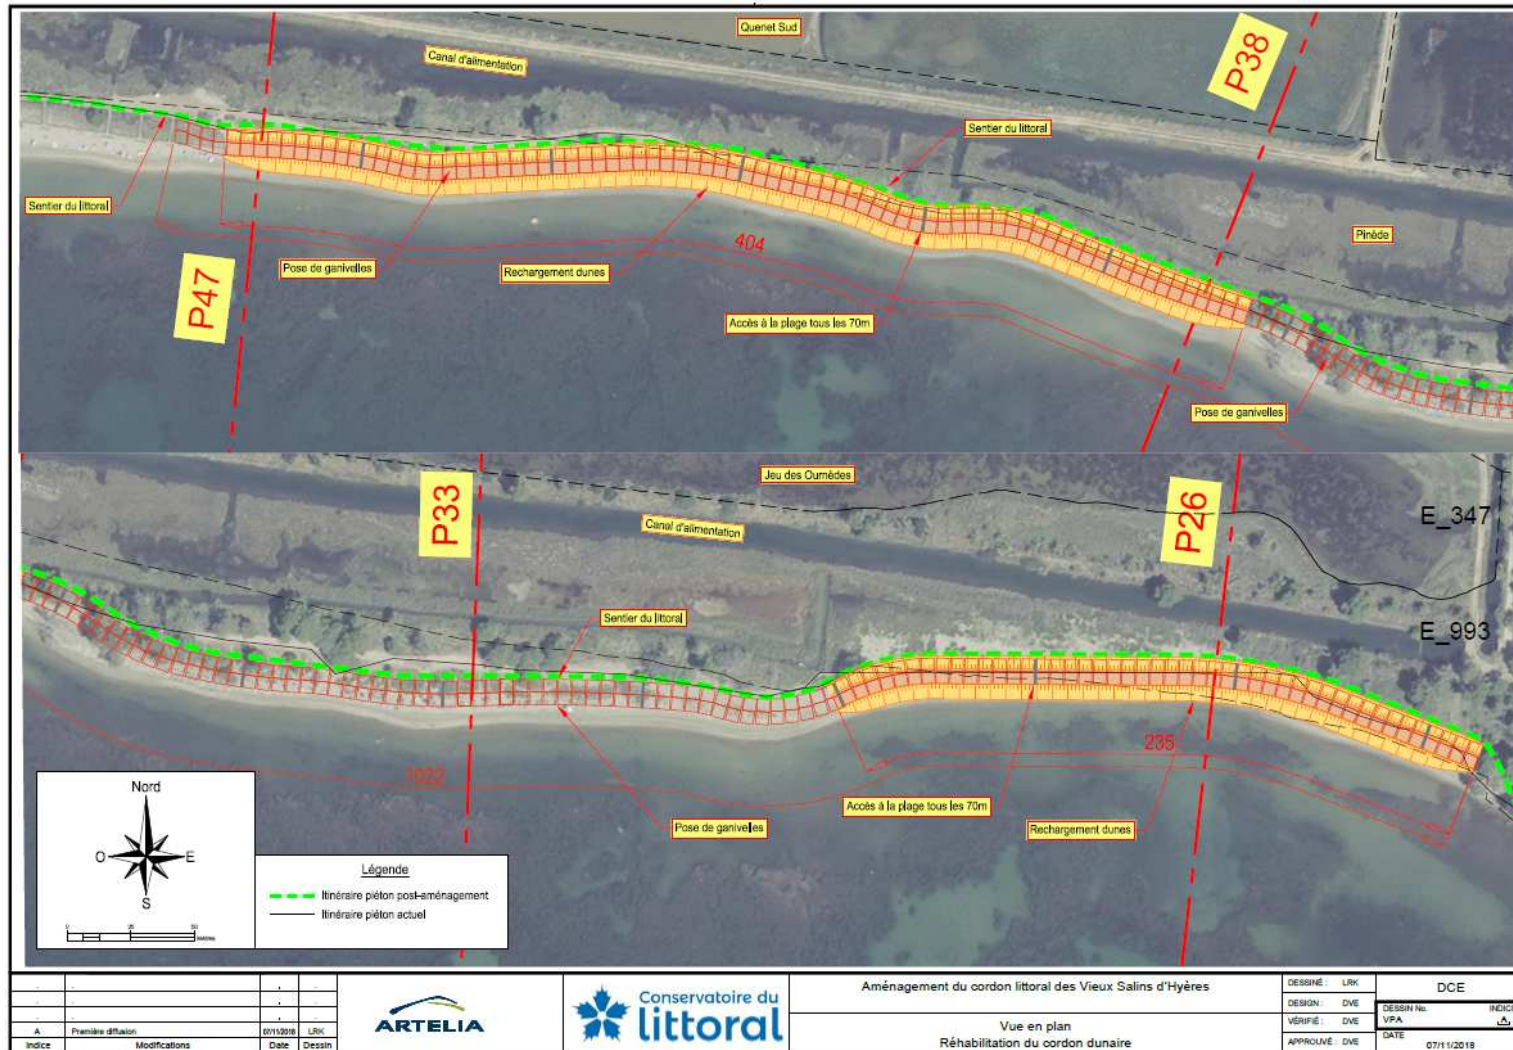 Quenet Sud
Canal d'alimentation
P38
Sentier du littoral
Sentier du littoral
Pinède
P47
404
Pose de ganivelles
Rechargement dunes
Accès à la plage tous les 70m
Pose de ganivelles
Jeu des Oumèdes
P33
Canal d'alimentation
P26
E_347
E_993
Sentier du littoral
235
1022
Accès à la plage tous les 70m
Pose de ganivelles
Rechargement dunes
Nord
O
E
S
0
25
50
Légende
Itinéraire piéton post-aménagement
Itinéraire piéton actuel
A Première diffusion 07/11/2018 LRK
Indice Modifications Date Dessin
ARTELIA
Conservatoire du
littoral
Aménagement du cordon littoral des Vieux Salins d'Hyères
Vue en plan
Réhabilitation du cordon dunaire
DESSINÉ : LRK
DESIGN : DVE
VÉRIFIÉ : DVE
APPROUVÉ : DVE
DCE
DESSIN No.
VPA
A
DATE
07/11/2018